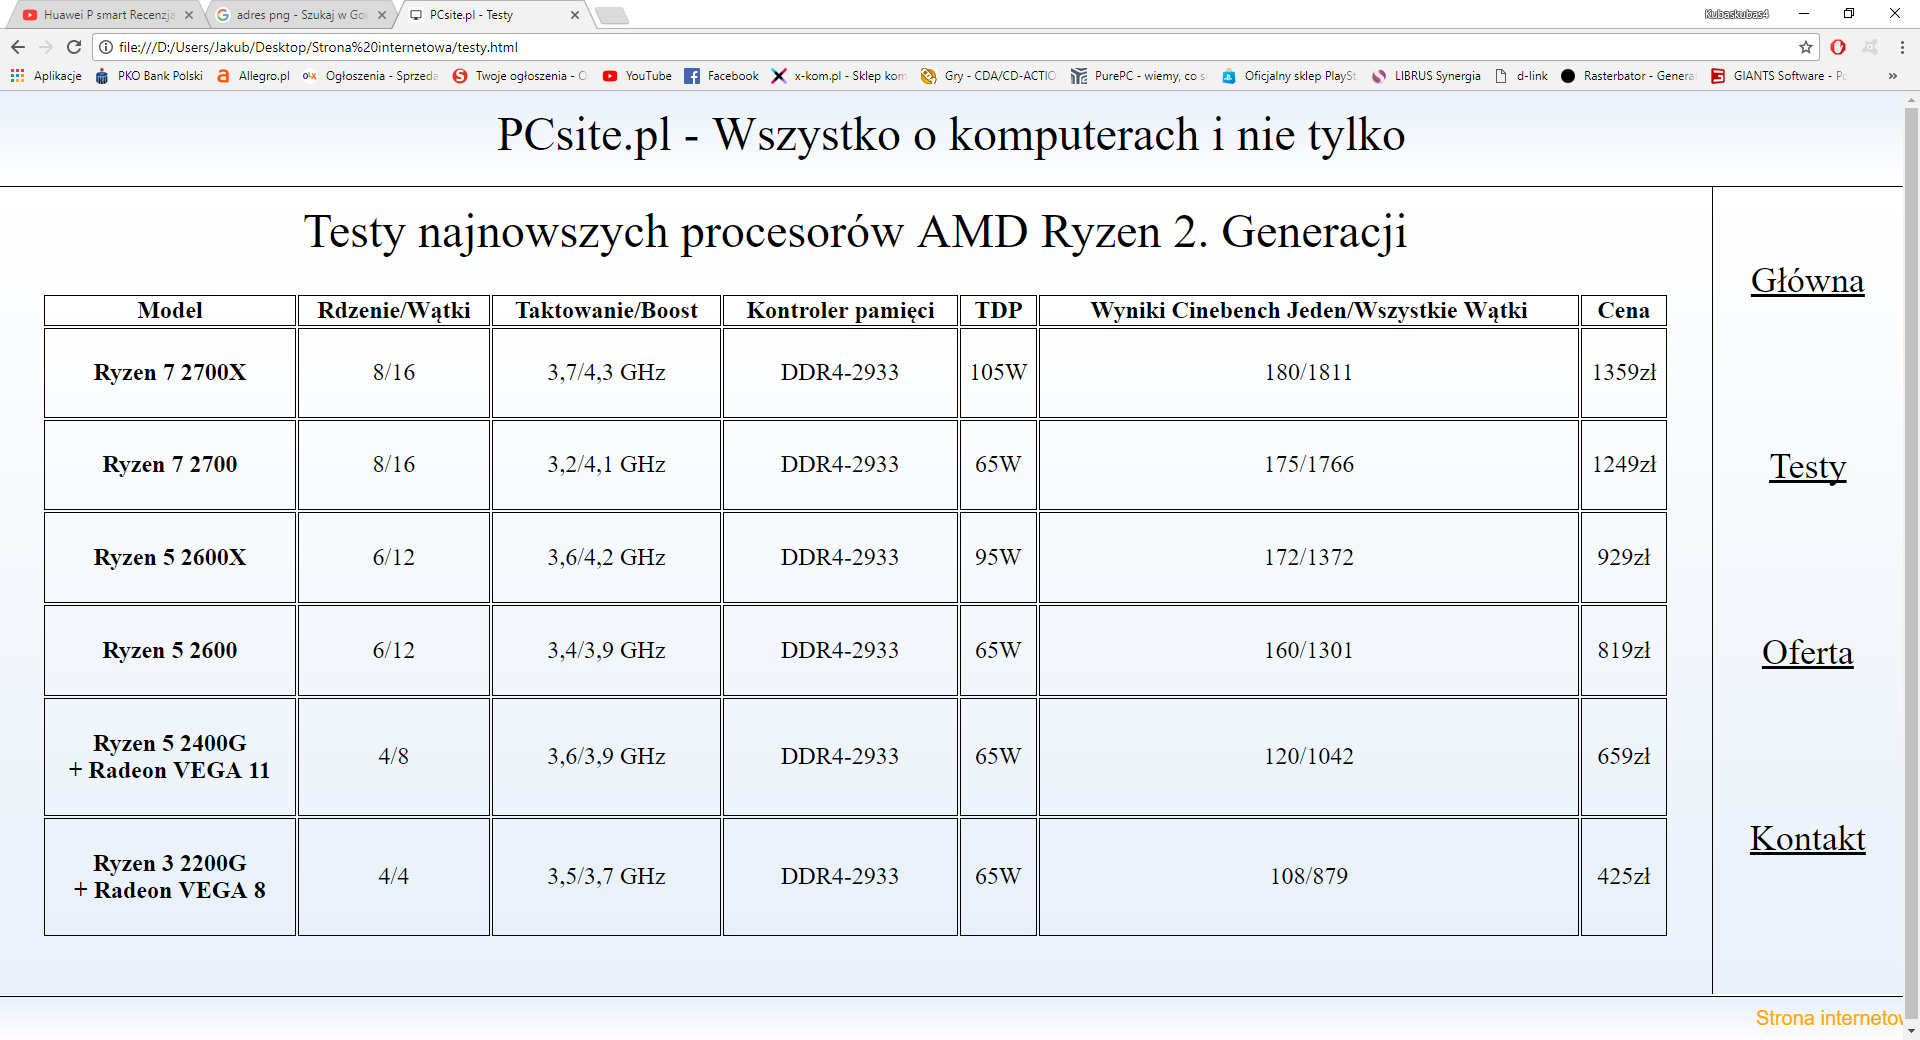 Huawei P smart Recenzja
adres png - Szukaj w Goo
PCsite.pl - Testy
Kubaskubas4
file:///D:/Users/Jakub/Desktop/Strona%20internetowa/testy.html
Aplikacje
PKO Bank Polski
Allegro.pl
Ogłoszenia - Sprzeda
Twoje ogłoszenia - O
YouTube
Facebook
x-kom.pl - Sklep kom
Gry - CDA/CD-ACTIO
PurePC - wiemy, co s
Oficjalny sklep PlaySt
LIBRUS Synergia
d-link
Rasterbator - Genera
GIANTS Software - Po
»
PCsite.pl - Wszystko o komputerach i nie tylko
Testy najnowszych procesorów AMD Ryzen 2. Generacji
Model Rdzenie/Wątki Taktowanie/Boost Kontroler pamięci TDP Wyniki Cinebench Jeden/Wszystkie Wątki Cena
Ryzen 7 2700X 8/16 3,7/4,3 GHz DDR4-2933 105W 180/1811 1359zł
Ryzen 7 2700 8/16 3,2/4,1 GHz DDR4-2933 65W 175/1766 1249zł
Ryzen 5 2600X 6/12 3,6/4,2 GHz DDR4-2933 95W 172/1372 929zł
Ryzen 5 2600 6/12 3,4/3,9 GHz DDR4-2933 65W 160/1301 819zł
Ryzen 5 2400G
+ Radeon VEGA 11 4/8 3,6/3,9 GHz DDR4-2933 65W 120/1042 659zł
Ryzen 3 2200G
+ Radeon VEGA 8 4/4 3,5/3,7 GHz DDR4-2933 65W 108/879 425zł
Główna
Testy
Oferta
Kontakt
Strona internetow